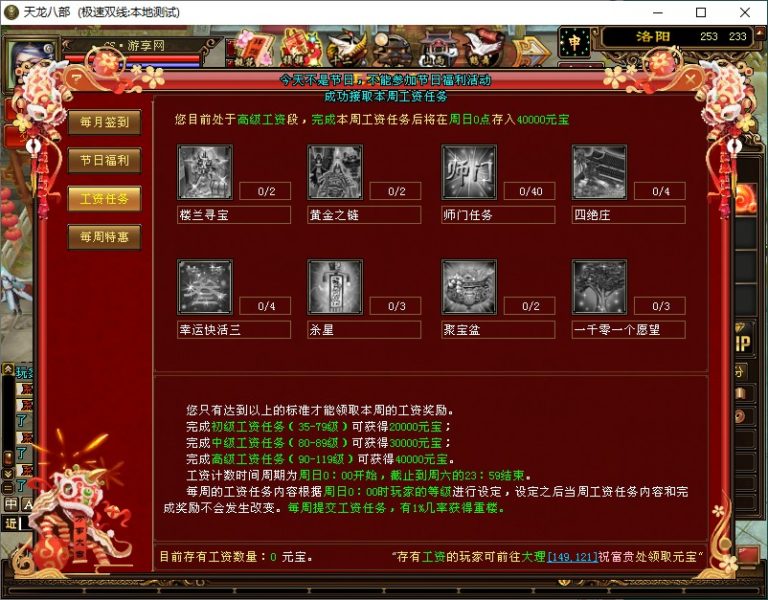 天龙八部 (极速双线:本地测试)
游享网
洛阳 253 233
申
今天不是节日，不能参加节日福利活动
成功接取本周工资任务
每月签到
节日福利
工资任务
每周特惠
您目前处于高级工资段，完成本周工资任务后将在周日0点存入40000元宝
师门
0/2 0/2 0/40 0/4
楼兰寻宝 黄金之链 师门任务 四绝庄
0/4 0/3 0/2 0/3
幸运快活三 杀星 聚宝盆 一千零一个愿望
您只有达到以上的标准才能领取本周的工资奖励。
完成初级工资任务（35-79级）可获得20000元宝；
完成中级工资任务（80-89级）可获得30000元宝；
完成高级工资任务（90-119级）可获得40000元宝。
工资计数时间周期为周日0：00开始，截止到周六的23：59结束。
每周的工资任务内容根据周日0：00时玩家的等级进行设定，设定之后当周工资任务内容和完
成奖励不会发生改变。每周提交工资任务，有1%几率获得重楼。
目前存有工资数量：0 元宝。
“存有工资的玩家可前往大理[149,121]祝富贵处领取元宝”
中 A
近